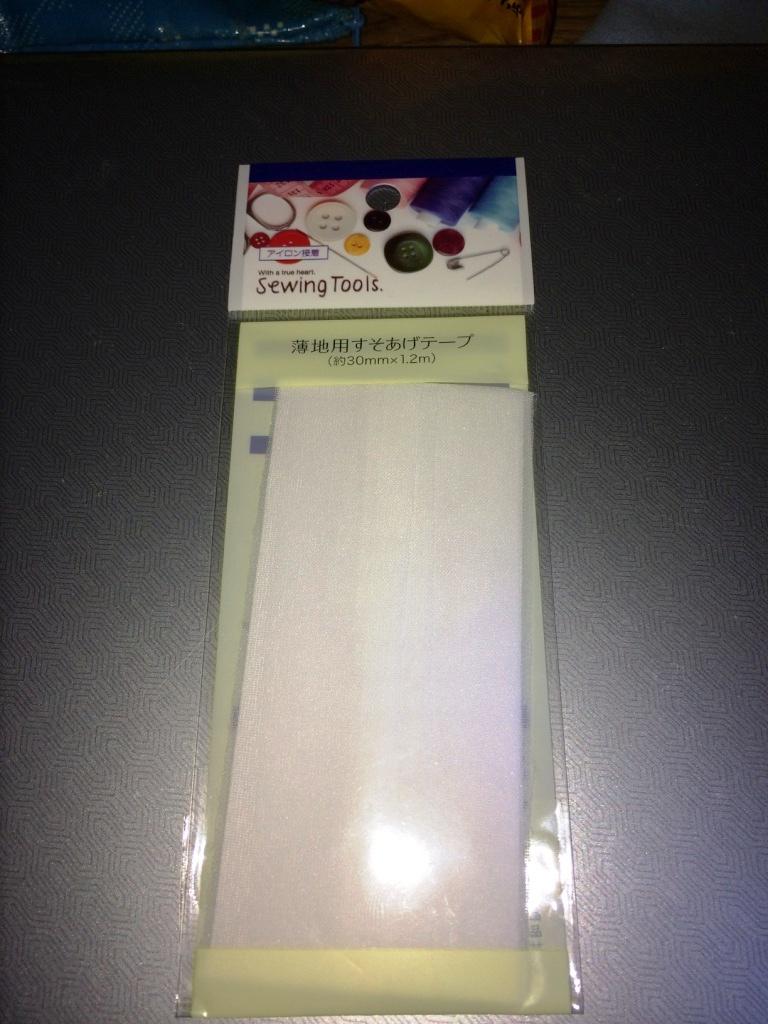 アイロン接着
With a true heart.
Sewing Tools.
薄地用すそあげテープ
(約30mm×1.2m)